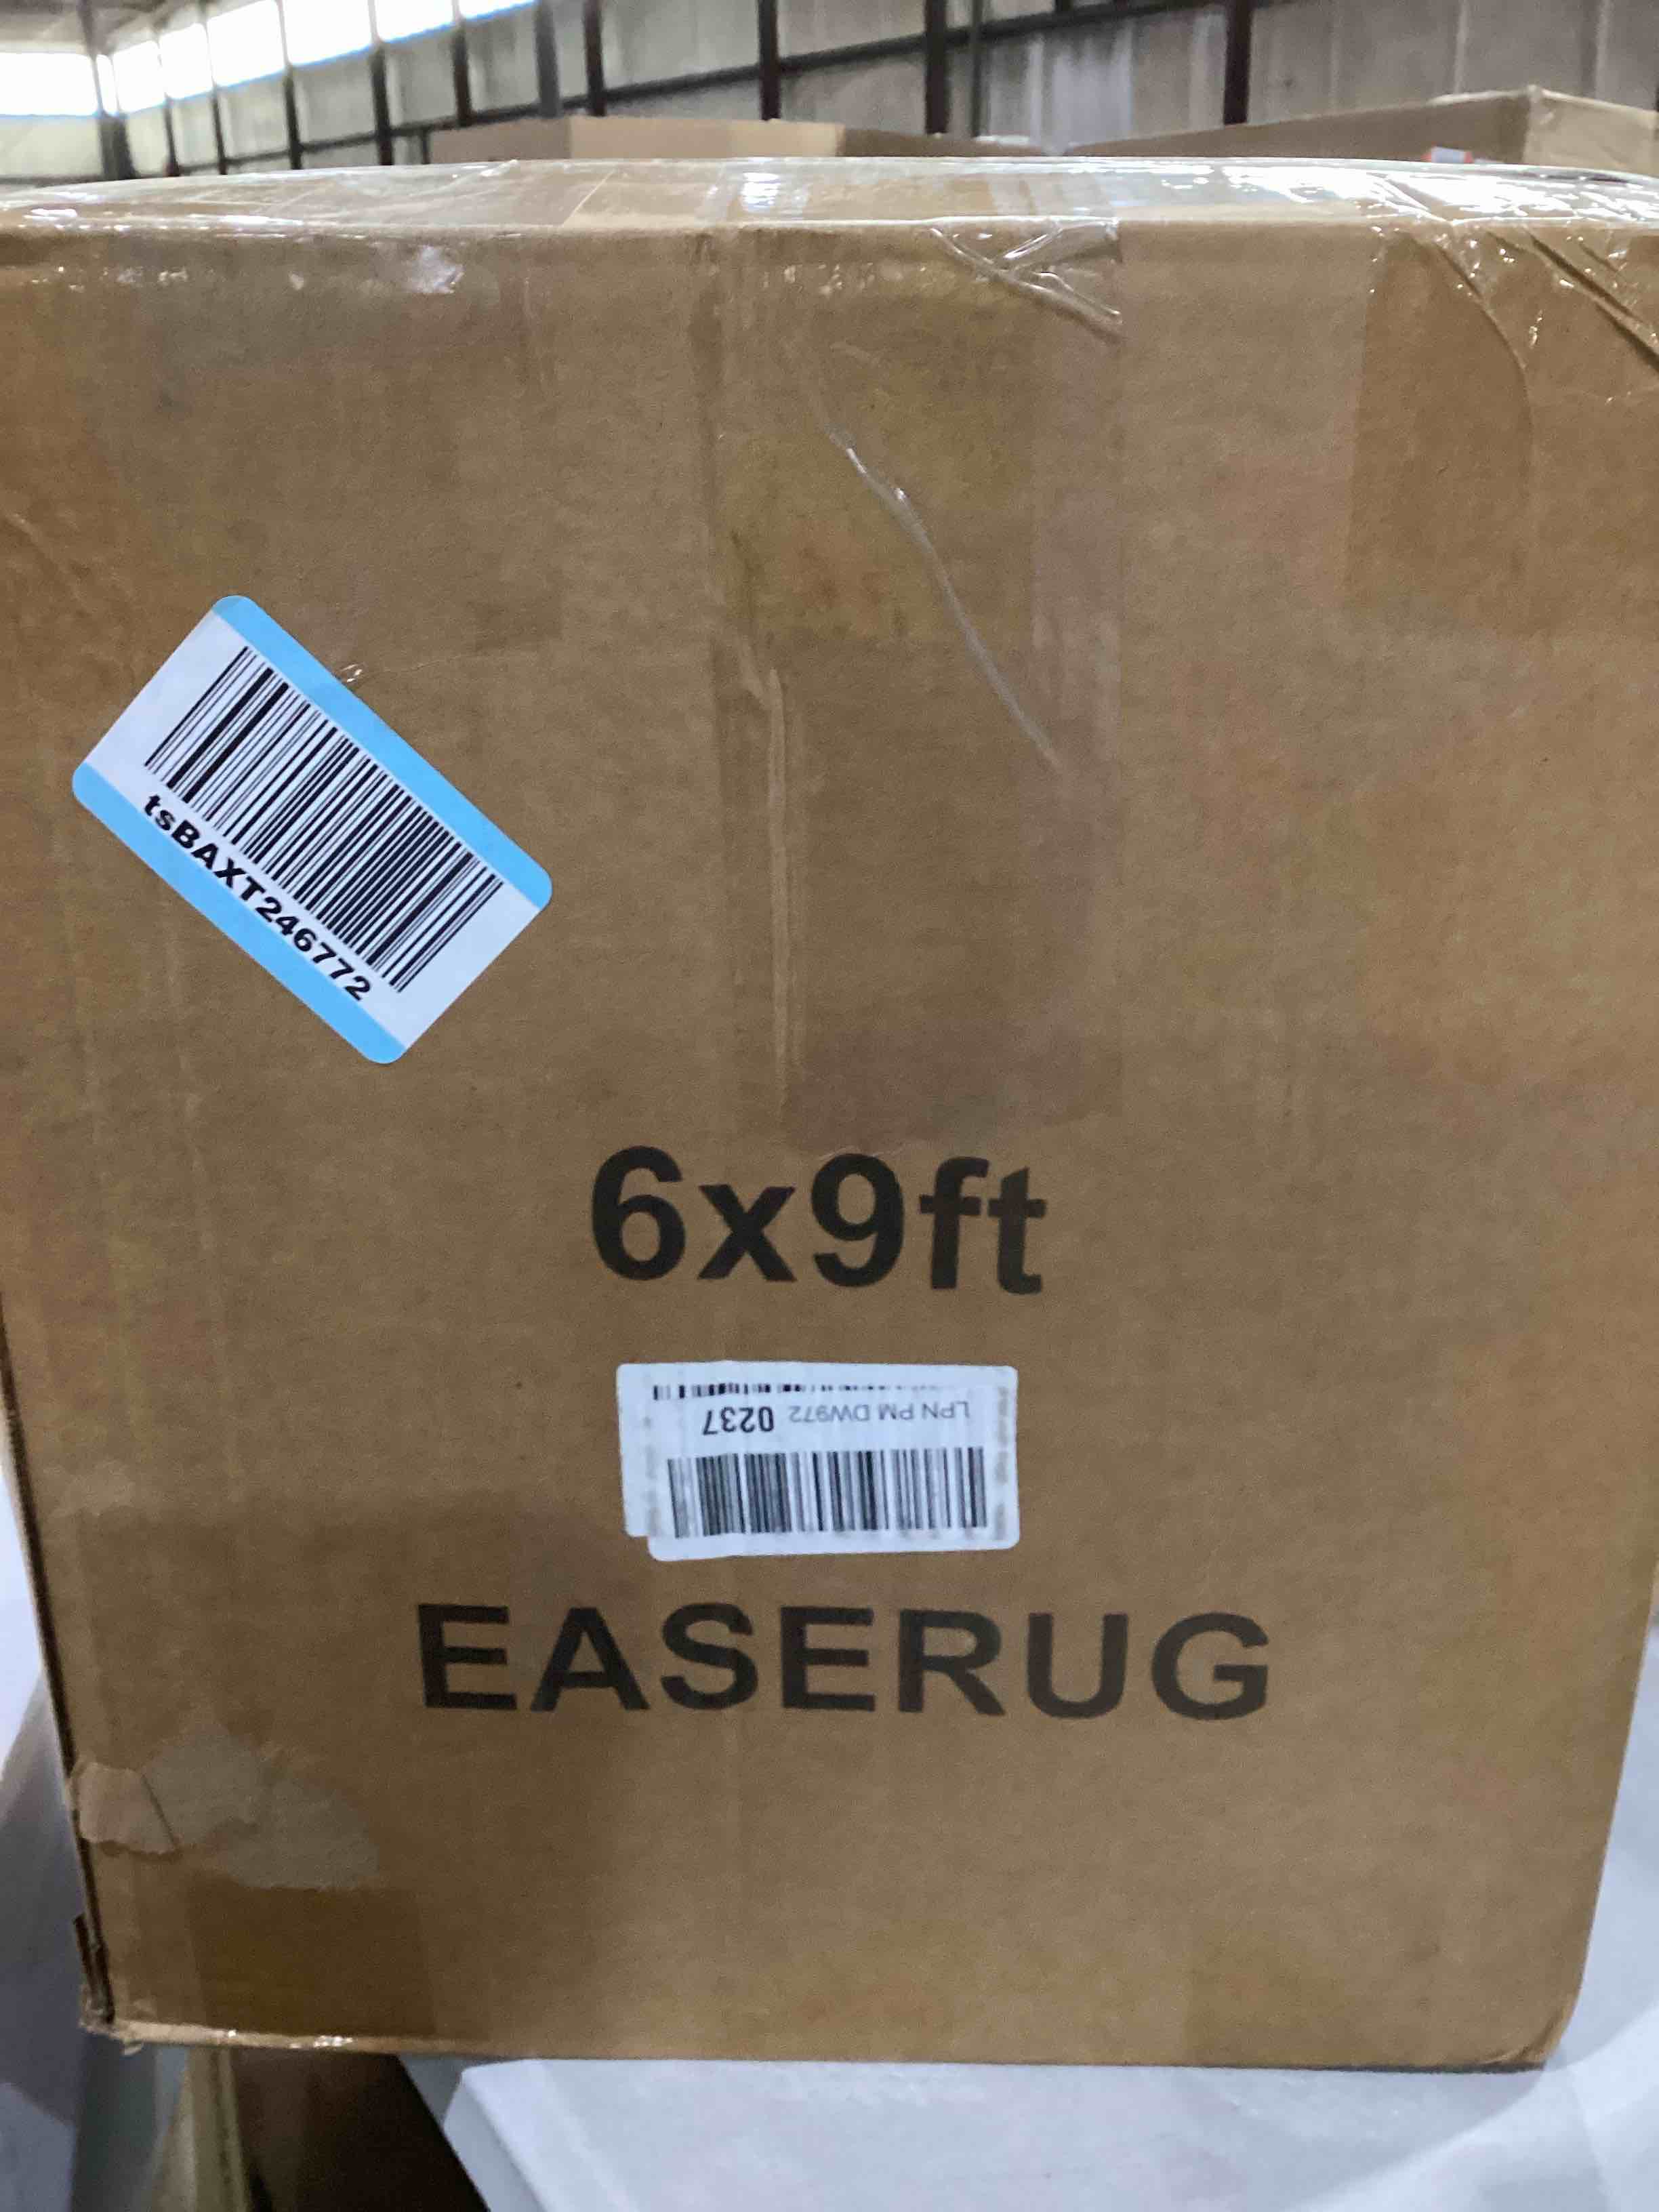 tsBAXT246772
6x9ft
LPN PM DW972 0237
EASERUG